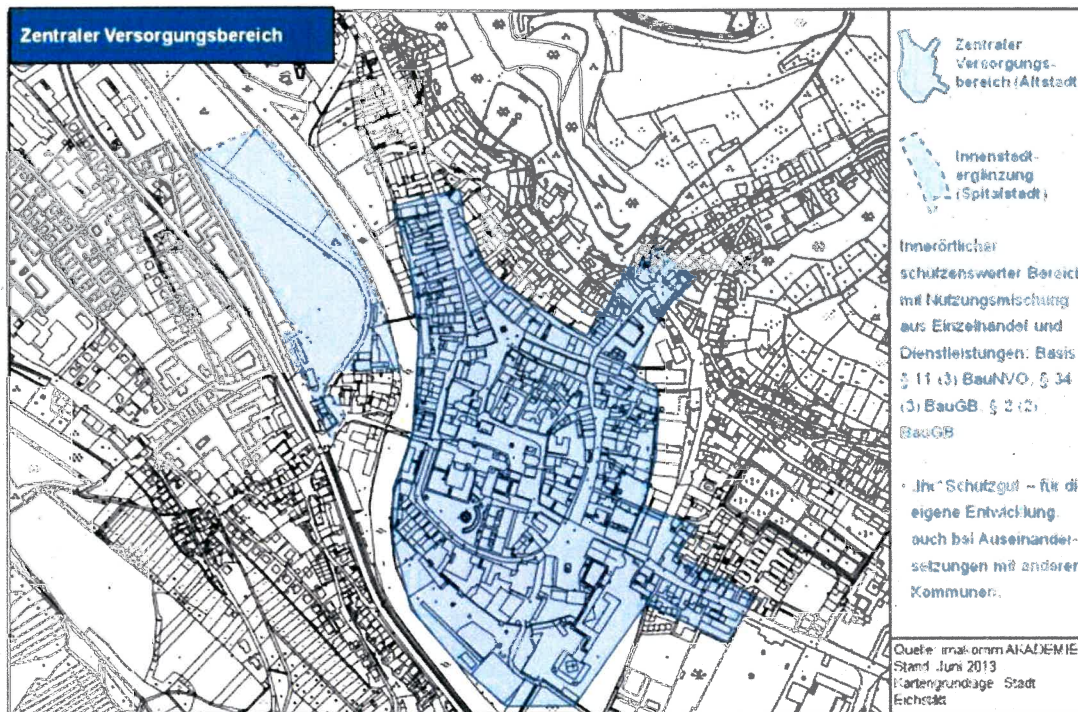 Zentraler Versorgungsbereich
Zentraler
Versorgungs-
bereich (Altstadt
Innenstadt-
ergänzung
(Spitalstadt)
Innerörtlicher
schützenswerter Bereich
mit Nutzungsmischung
aus Einzelhandel und
Dienstleistungen: Basis
§ 11 (3) BauNVO, § 34
(3) BauGB, § 2 (2)
BauGB
• „Ihr“ Schutzgut – für di
eigene Entwicklung,
auch bei Auseinander-
setzungen mit anderen
Kommunen.
Quelle: imakomm AKADEMIE
Stand: Juni 2013
Kartengrundlage: Stadt
Eichstätt